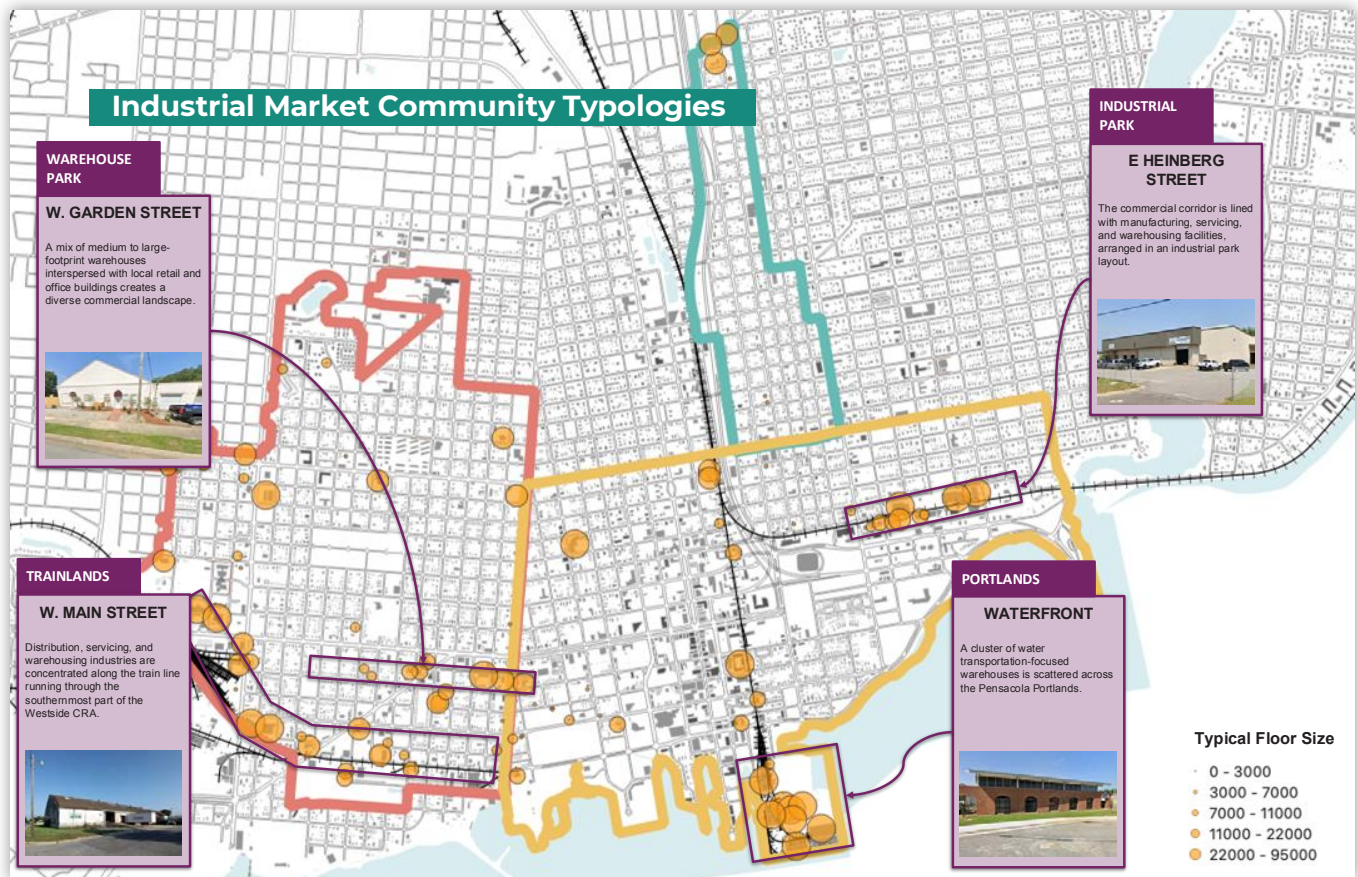 Industrial Market Community Typologies
WAREHOUSE
PARK
W. GARDEN STREET
A mix of medium to large-
footprint warehouses
interspersed with local retail and
office buildings creates a
diverse commercial landscape.
INDUSTRIAL
PARK
E HEINBERG
STREET
The commercial corridor is lined
with manufacturing, servicing,
and warehousing facilities,
arranged in an industrial park
layout.
TRAINLANDS
W. MAIN STREET
Distribution, servicing, and
warehousing industries are
concentrated along the train line
running through the
southernmost part of the
Westside CRA.
PORTLANDS
WATERFRONT
A cluster of water
transportation-focused
warehouses is scattered across
the Pensacola Portlands.
Typical Floor Size
0 - 3000
3000 - 7000
7000 - 11000
11000 - 22000
22000 - 95000